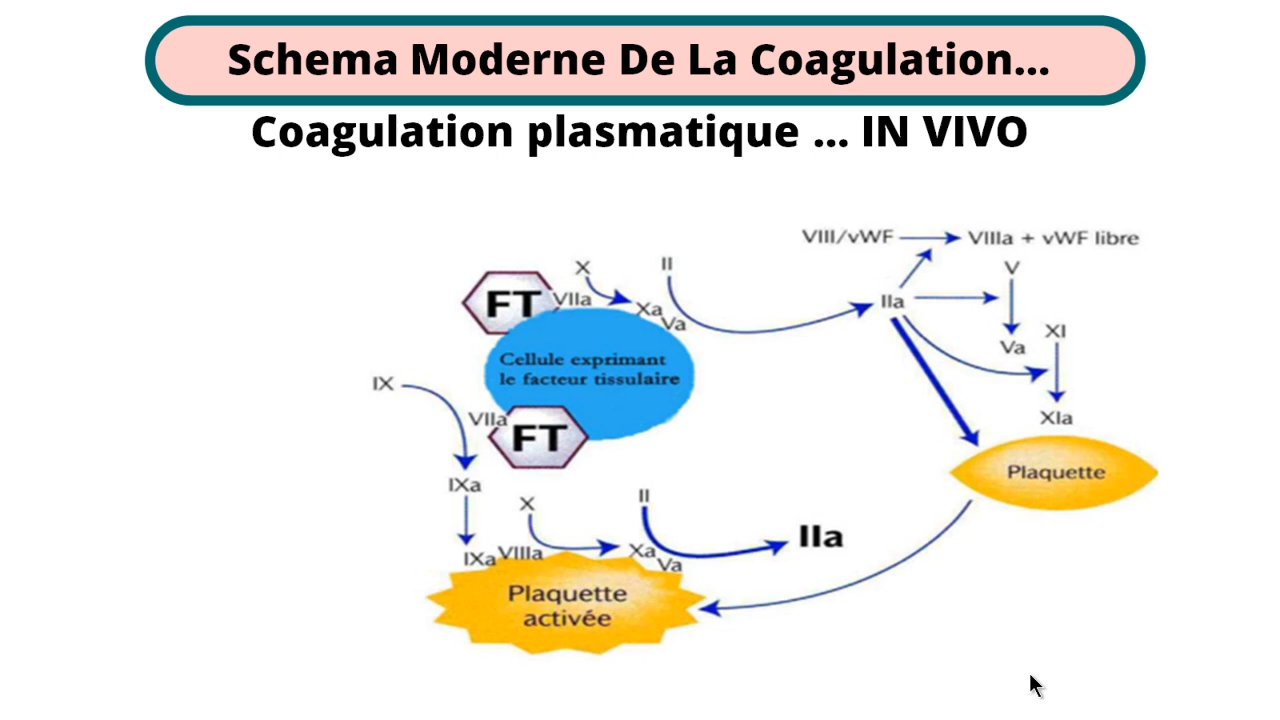 Schema Moderne De La Coagulation...
Coagulation plasmatique ... IN VIVO
VIII/vWF
VIIIa + vWF libre
X
II
V
FT
VIIa
Xa
Va
IIa
XI
Va
Cellule exprimant
le facteur tissulaire
IX
XIa
VIIa
FT
Plaquette
IXa
X
II
IIa
IXa
VIIIa
Xa
Va
Plaquette
activée